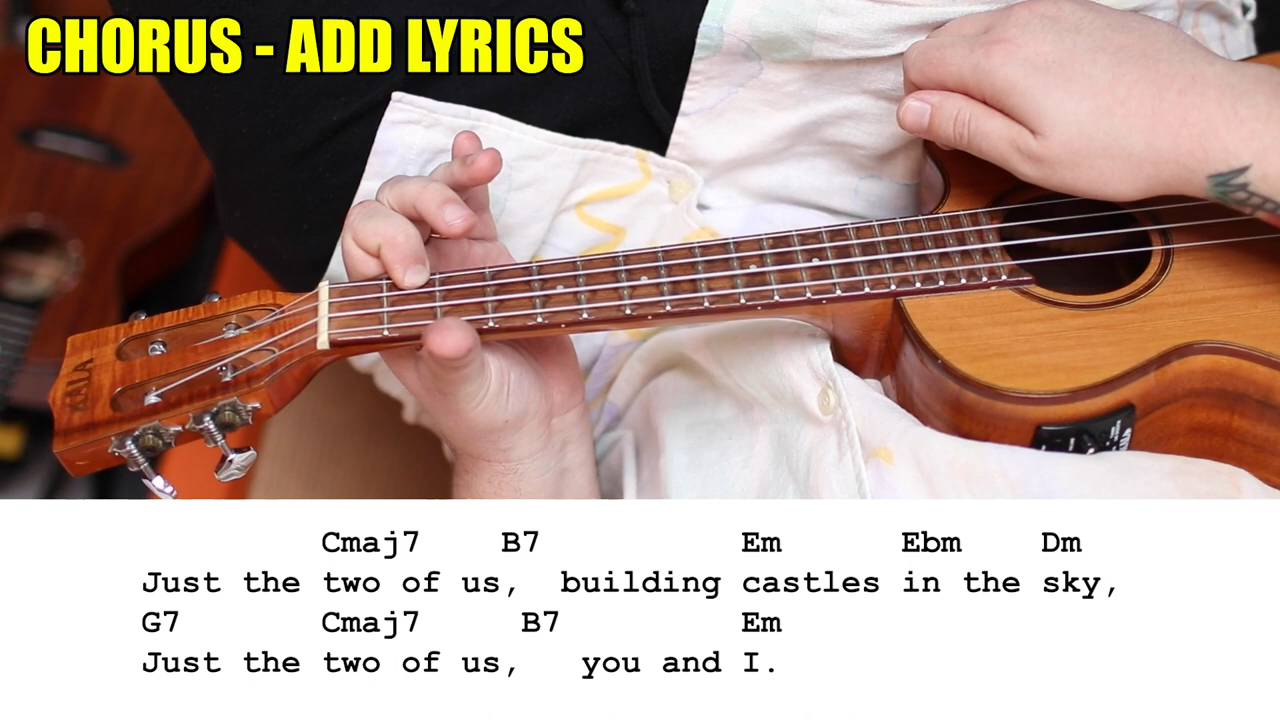 CHORUS - ADD LYRICS
KALA
Cmaj7 B7 Em Ebm Dm
Just the two of us, building castles in the sky,
G7 Cmaj7 B7 Em
Just the two of us, you and I.